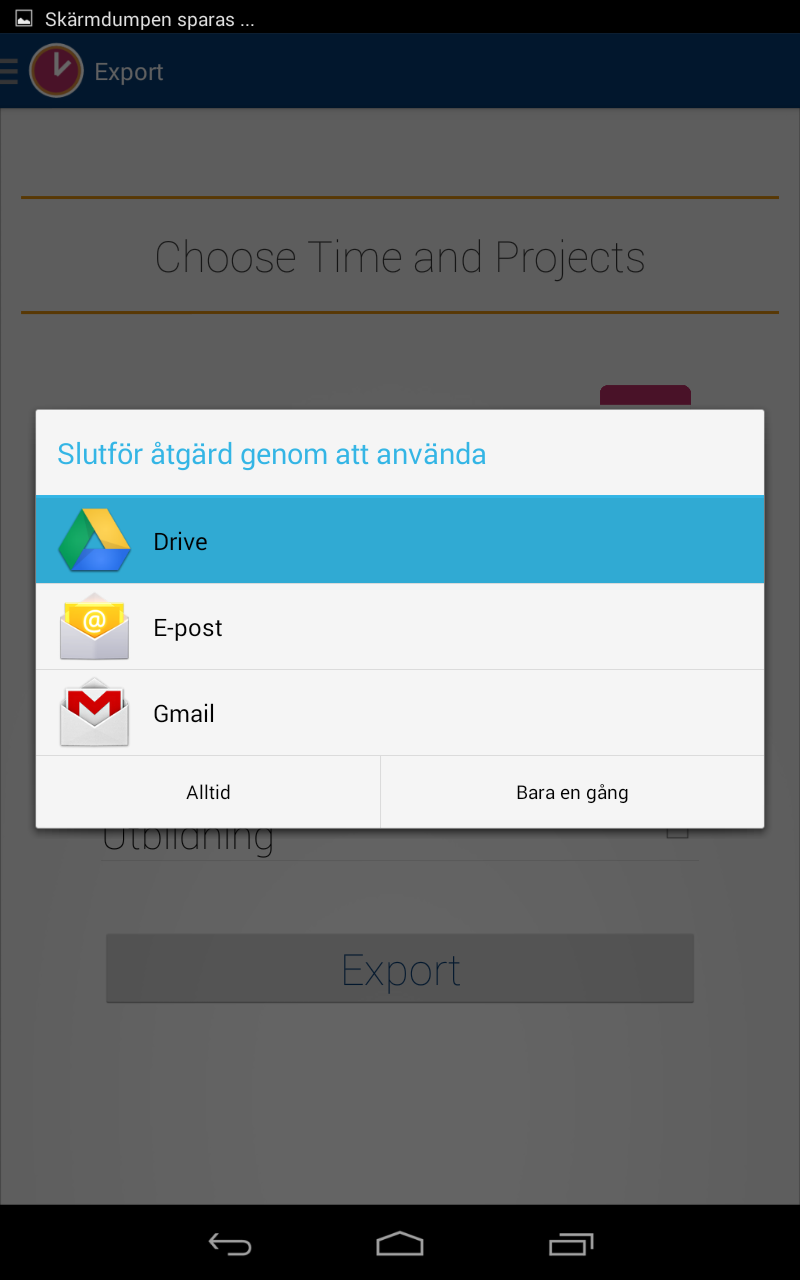 Skärmdumpen sparas ...
Export
Choose Time and Projects
Slutför åtgärd genom att använda
Drive
E-post
Gmail
Alltid
Bara en gång
Utbildning
Export